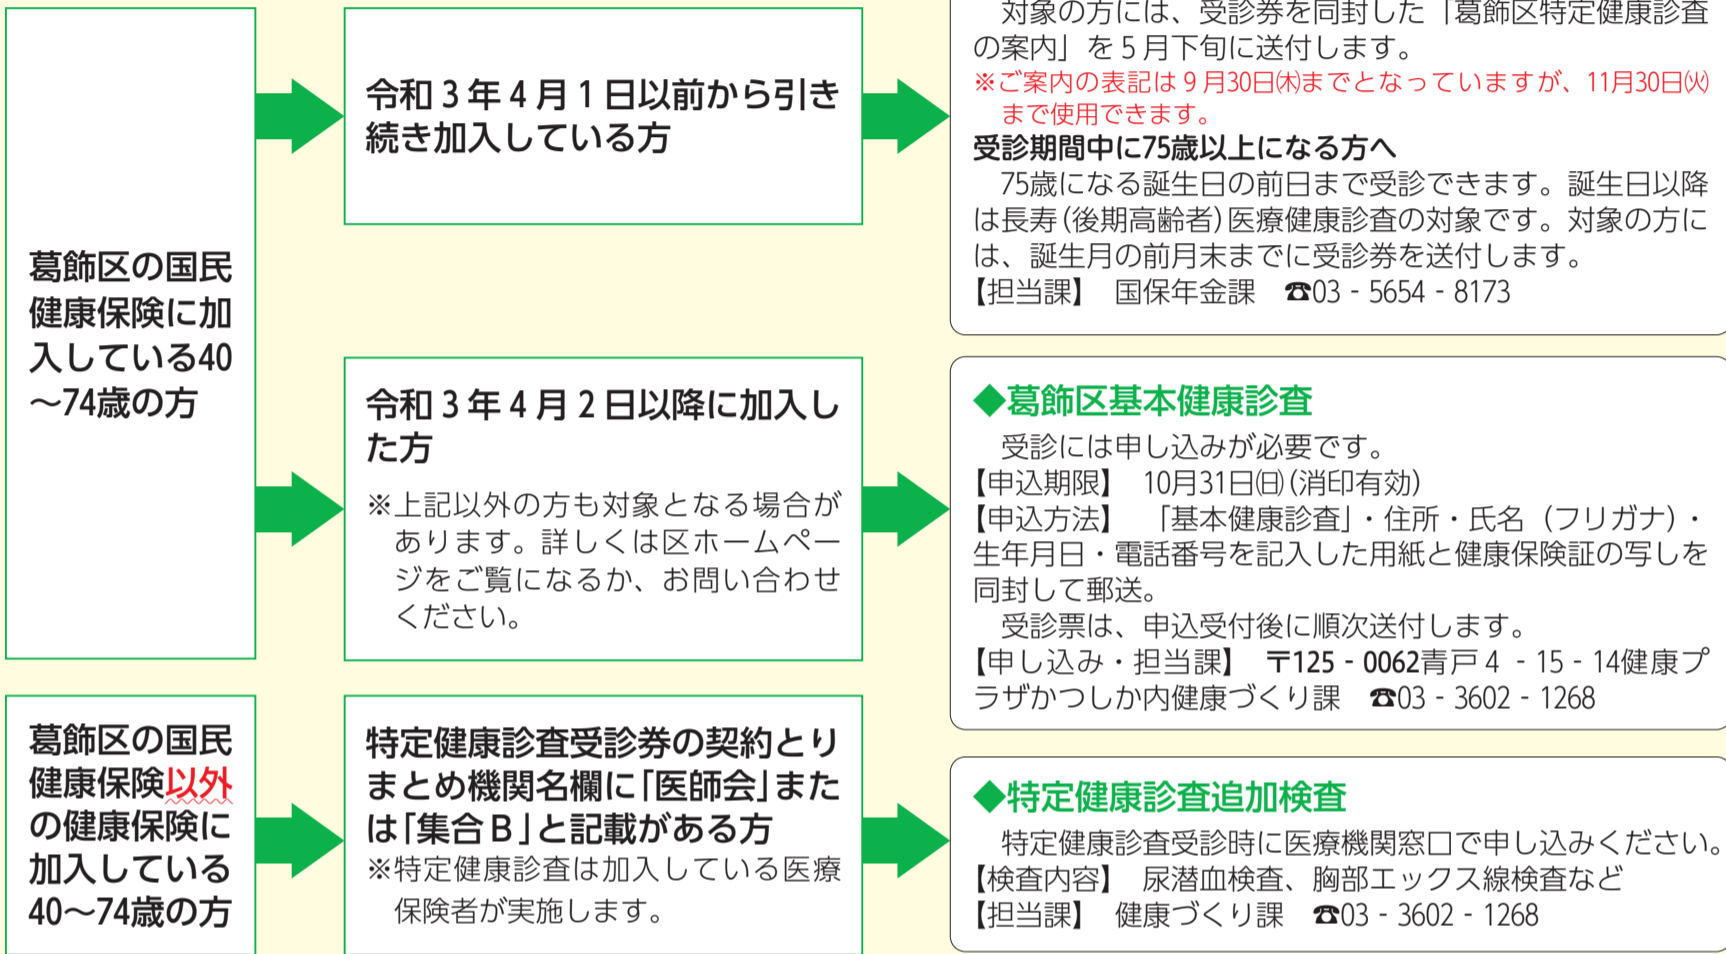 葛飾区の国民
健康保険に加
入している40
～74歳の方
令和3年4月1日以前から引き
続き加入している方
対象の方には、受診券を同封した「葛飾区特定健康診査
の案内」を5月下旬に送付します。
※ご案内の表記は9月30日㈭までとなっていますが、11月30日㈫
まで使用できます。
受診期間中に75歳以上になる方へ
75歳になる誕生日の前日まで受診できます。誕生日以降
は長寿(後期高齢者)医療健康診査の対象です。対象の方に
は、誕生月の前月末までに受診券を送付します。
【担当課】 国保年金課 ☎03‐5654‐8173
令和3年4月2日以降に加入し
た方
※上記以外の方も対象となる場合が
あります。詳しくは区ホームペー
ジをご覧になるか、お問い合わせ
ください。
◆葛飾区基本健康診査
受診には申し込みが必要です。
【申込期限】 10月31日㈰(消印有効)
【申込方法】 「基本健康診査」・住所・氏名（フリガナ）・
生年月日・電話番号を記入した用紙と健康保険証の写しを
同封して郵送。
受診票は、申込受付後に順次送付します。
【申し込み・担当課】 〒125‐0062青戸4‐15‐14健康プ
ラザかつしか内健康づくり課 ☎03‐3602‐1268
葛飾区の国民
健康保険以外
の健康保険に
加入している
40～74歳の方
特定健康診査受診券の契約とり
まとめ機関名欄に「医師会」また
は「集合B」と記載がある方
※特定健康診査は加入している医療
保険者が実施します。
◆特定健康診査追加検査
特定健康診査受診時に医療機関窓口で申し込みください。
【検査内容】 尿潜血検査、胸部エックス線検査など
【担当課】 健康づくり課 ☎03‐3602‐1268